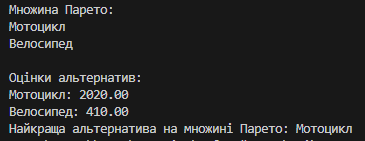 Множина Парето:
Мотоцикл
Велосипед
Оцінки альтернатив:
Мотоцикл: 2020.00
Велосипед: 410.00
Найкраща альтернатива на множині Парето: Мотоцикл